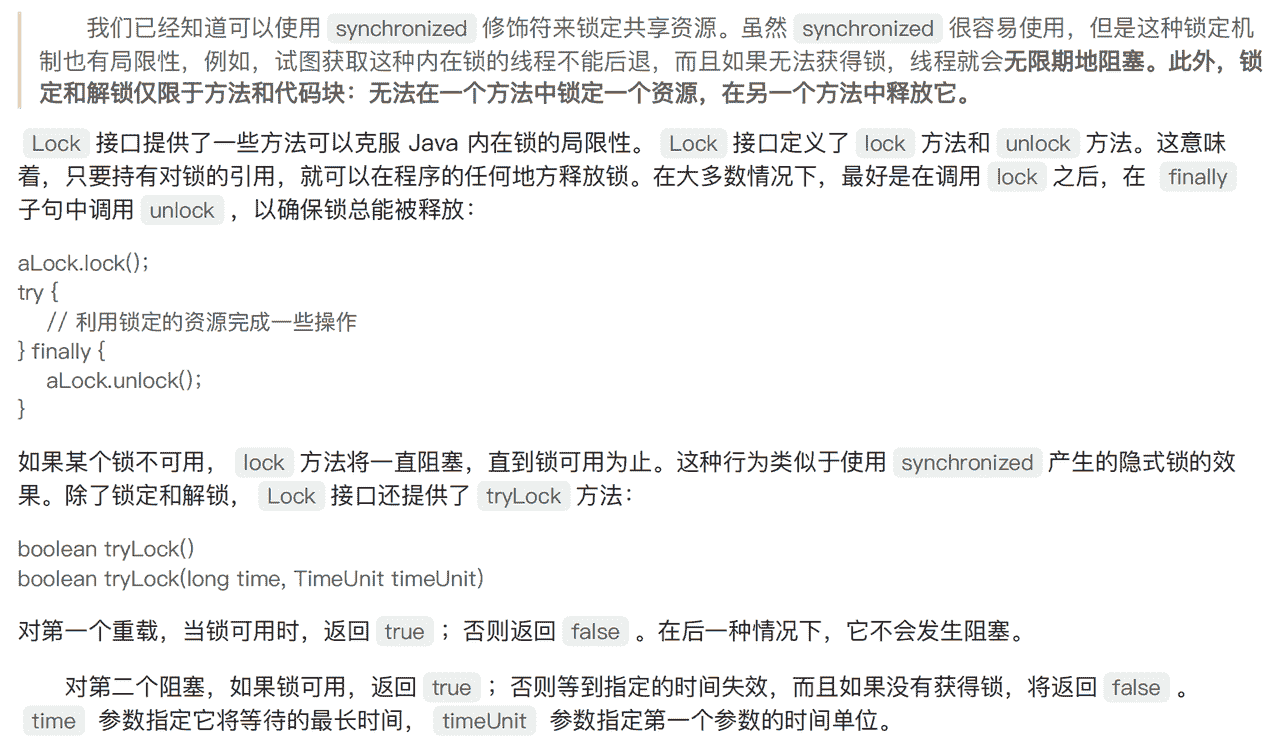 我们已经知道可以使用 synchronized 修饰符来锁定共享资源。虽然 synchronized 很容易使用，但是这种锁定机
制也有局限性，例如，试图获取这种内在锁的线程不能后退，而且如果无法获得锁，线程就会无限期地阻塞。此外，锁
定和解锁仅限于方法和代码块：无法在一个方法中锁定一个资源，在另一个方法中释放它。
Lock 接口提供了一些方法可以克服 Java 内在锁的局限性。 Lock 接口定义了 lock 方法和 unlock 方法。这意味
着，只要持有对锁的引用，就可以在程序的任何地方释放锁。在大多数情况下，最好是在调用 lock 之后，在 finally
子句中调用 unlock ，以确保锁总能被释放：
aLock.lock();
try {
// 利用锁定的资源完成一些操作
} finally {
aLock.unlock();
}
如果某个锁不可用， lock 方法将一直阻塞，直到锁可用为止。这种行为类似于使用 synchronized 产生的隐式锁的效
果。除了锁定和解锁， Lock 接口还提供了 tryLock 方法：
boolean tryLock()
boolean tryLock(long time, TimeUnit timeUnit)
对第一个重载，当锁可用时，返回 true ；否则返回 false 。在后一种情况下，它不会发生阻塞。
对第二个阻塞，如果锁可用，返回 true ；否则等到指定的时间失效，而且如果没有获得锁，将返回 false 。
time 参数指定它将等待的最长时间， timeUnit 参数指定第一个参数的时间单位。